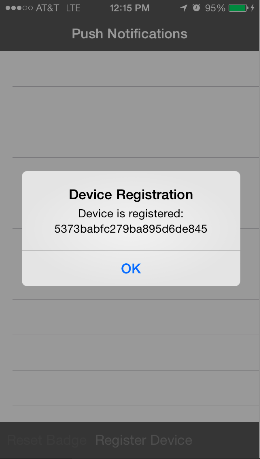 AT&T LTE 12:15 PM 95%
Push Notifications
Device Registration
Device is registered:
5373babfc279ba895d6de845
OK
Reset Badge Register Device